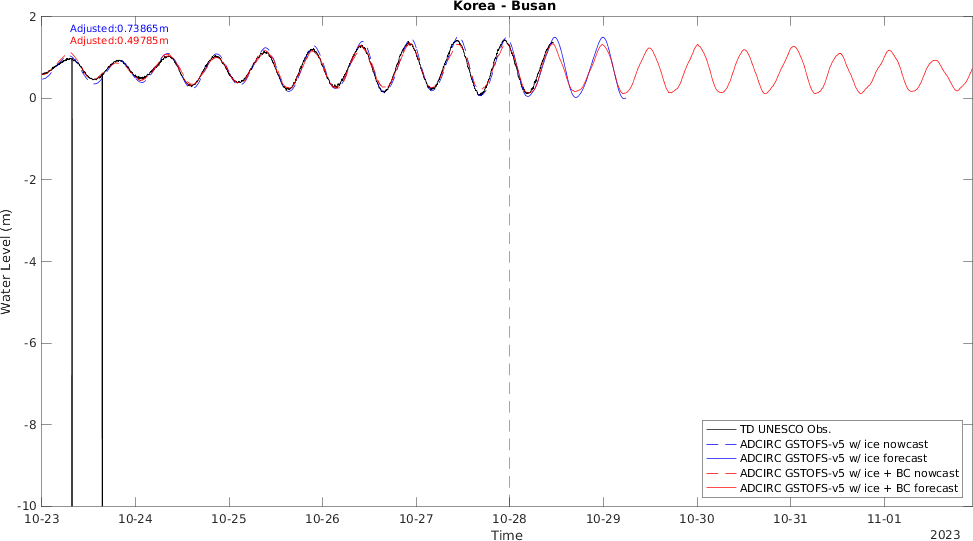 Korea - Busan
Adjusted:0.73865m
Adjusted:0.49785m
2
0
-2
-4
-6
-8
-10
Water Level (m)
10-23 10-24 10-25 10-26 10-27 10-28 10-29 10-30 10-31 11-01
Time
2023
TD UNESCO Obs.
ADCIRC GSTOFS-v5 w/ ice nowcast
ADCIRC GSTOFS-v5 w/ ice forecast
ADCIRC GSTOFS-v5 w/ ice + BC nowcast
ADCIRC GSTOFS-v5 w/ ice + BC forecast